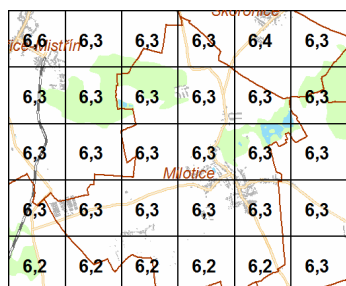 Skoronice
6,6 6,3 6,3 6,3 6,4 6,3
ice-Mistřín
6,3 6,3 6,3 6,3 6,3 6,3
6,3 6,3 6,3 6,3 6,3 6,3
Milotice
6,3 6,3 6,3 6,3 6,3 6,3
6,2 6,2 6,2 6,2 6,2 6,3